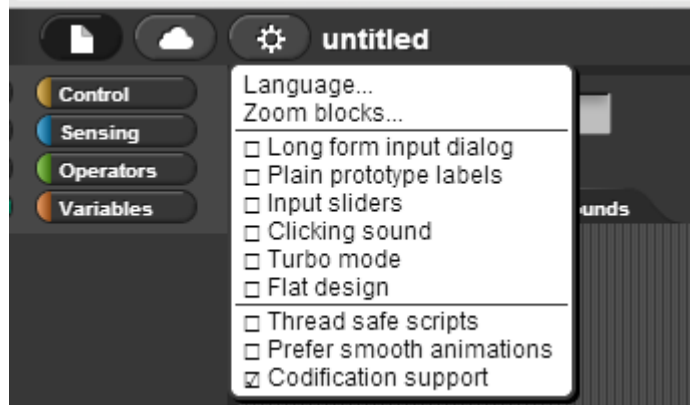 untitled
Control
Sensing
Operators
Variables
Language...
Zoom blocks...
Long form input dialog
Plain prototype labels
Input sliders
Clicking sound
Turbo mode
Flat design
Thread safe scripts
Prefer smooth animations
Codification support
unds